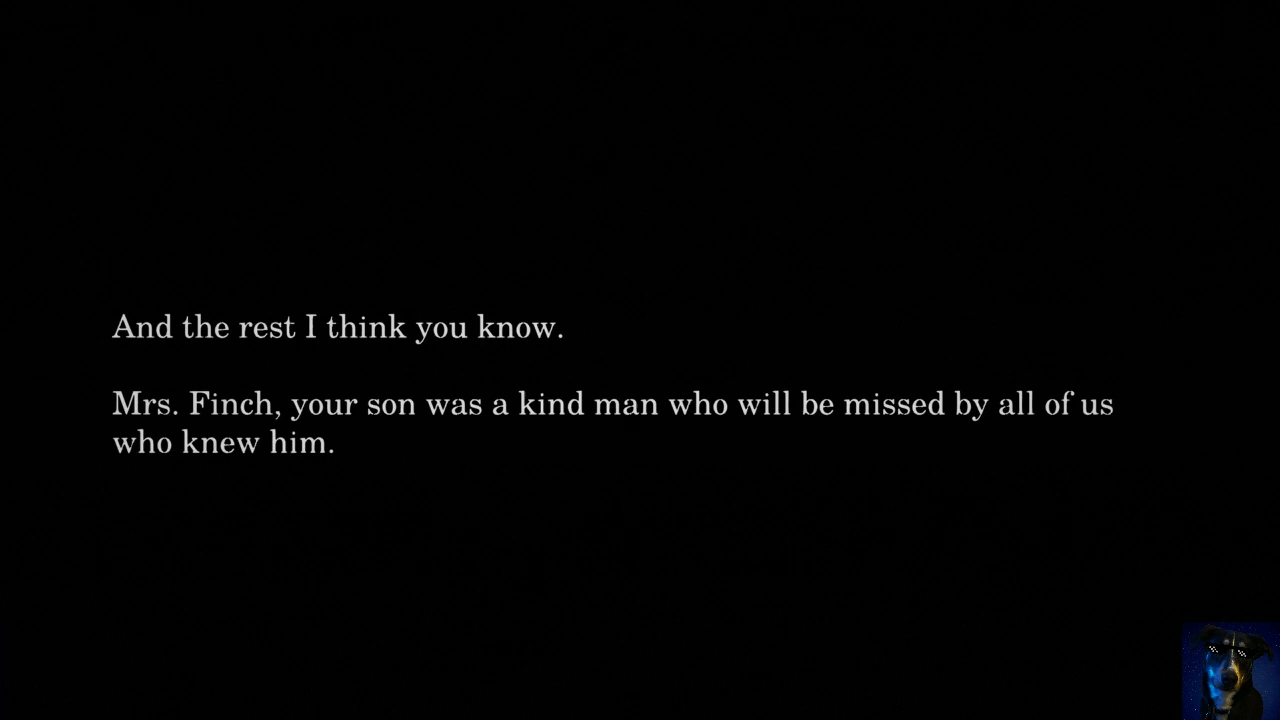 And the rest I think you know.
Mrs. Finch, your son was a kind man who will be missed by all of us
who knew him.